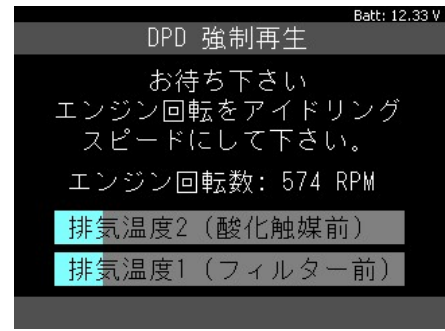 Batt: 12.33 V
DPD 強制再生
お待ち下さい
エンジン回転をアイドリング
スピードにして下さい。
エンジン回転数: 574 RPM
排気温度2（酸化触媒前）
排気温度1（フィルター前）